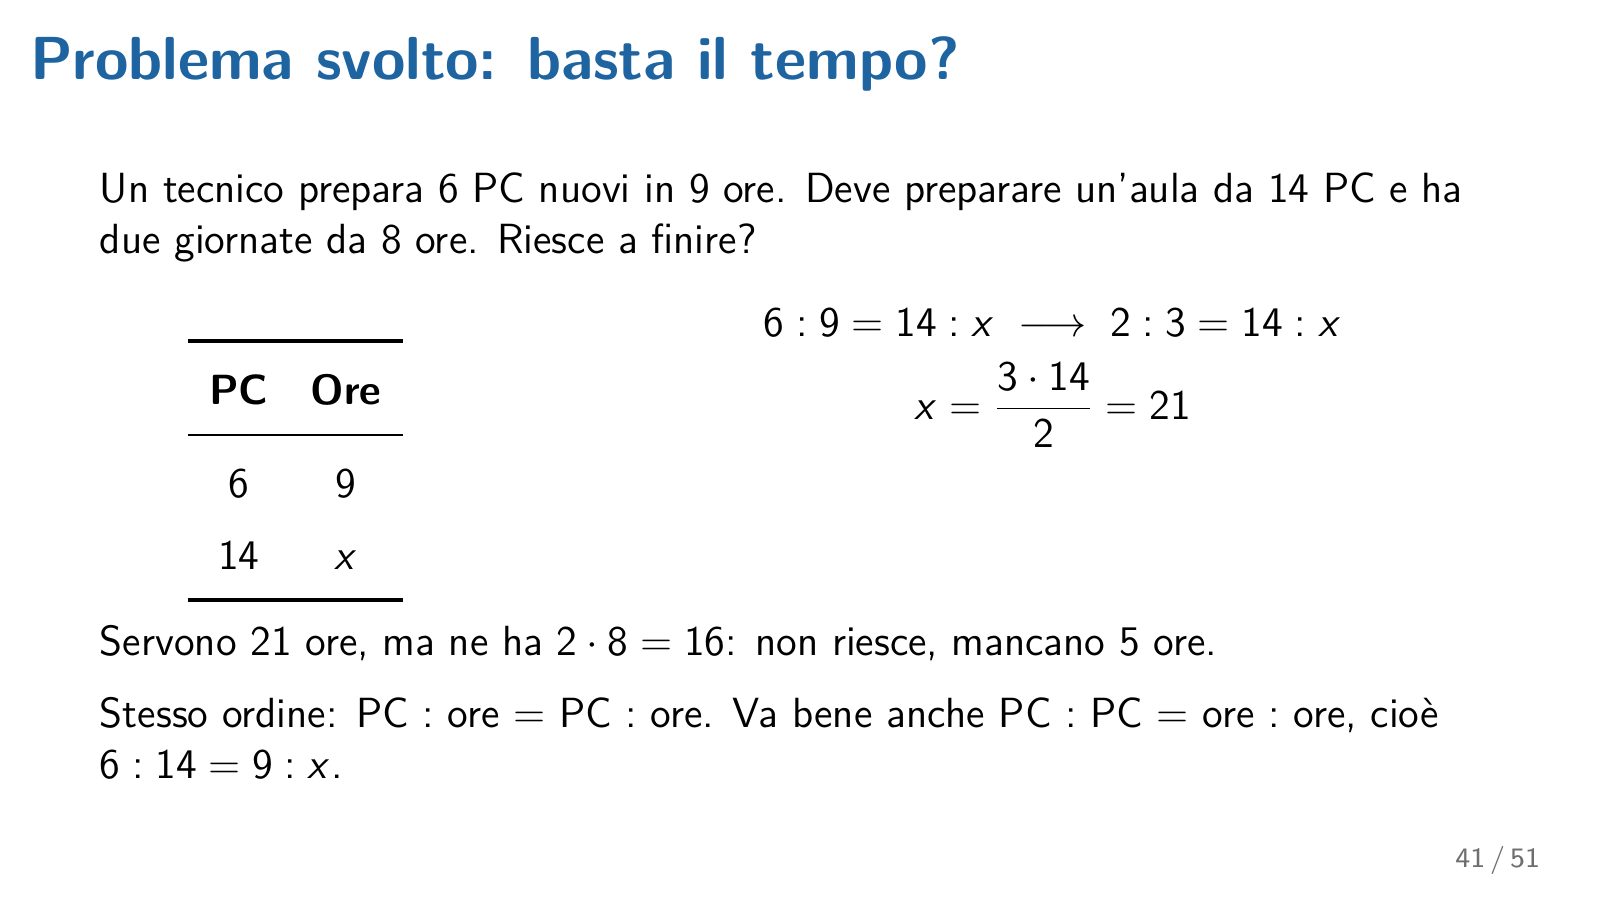 Problema svolto: basta il tempo?
Un tecnico prepara 6 PC nuovi in 9 ore. Deve preparare un'aula da 14 PC e ha
due giornate da 8 ore. Riesce a finire?
PC Ore
6 9
14 x
6 : 9 = 14 : x ⟶ 2 : 3 = 14 : x
x = \frac{3 · 14}{2} = 21
Servono 21 ore, ma ne ha 2 · 8 = 16: non riesce, mancano 5 ore.
Stesso ordine: PC : ore = PC : ore. Va bene anche PC : PC = ore : ore, cioè
6 : 14 = 9 : x.
41 / 51